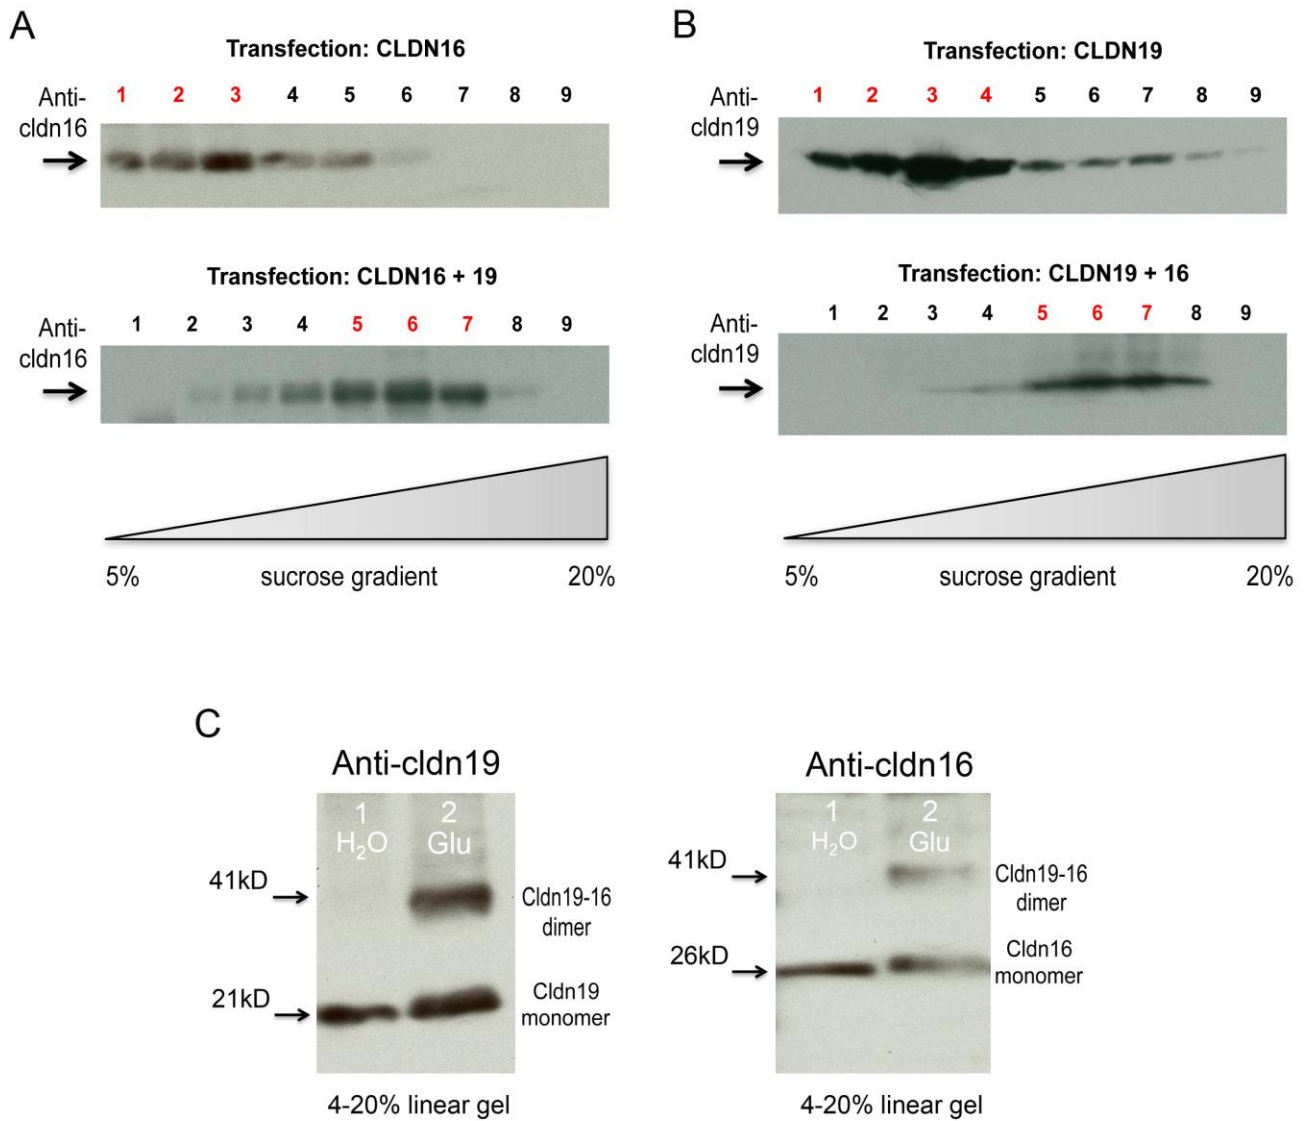 A
Transfection: CLDN16
Anti-
cldn16
1 2 3 4 5 6 7 8 9
Transfection: CLDN16 + 19
Anti-
cldn16
1 2 3 4 5 6 7 8 9
5% sucrose gradient 20%
B
Transfection: CLDN19
Anti-
cldn19
1 2 3 4 5 6 7 8 9
Transfection: CLDN19 + 16
Anti-
cldn19
1 2 3 4 5 6 7 8 9
5% sucrose gradient 20%
C
Anti-cldn19
1 2
H₂O Glu
41kD
Cldn19-16
dimer
21kD
Cldn19
monomer
4-20% linear gel
Anti-cldn16
1 2
H₂O Glu
41kD
Cldn19-16
dimer
26kD
Cldn16
monomer
4-20% linear gel